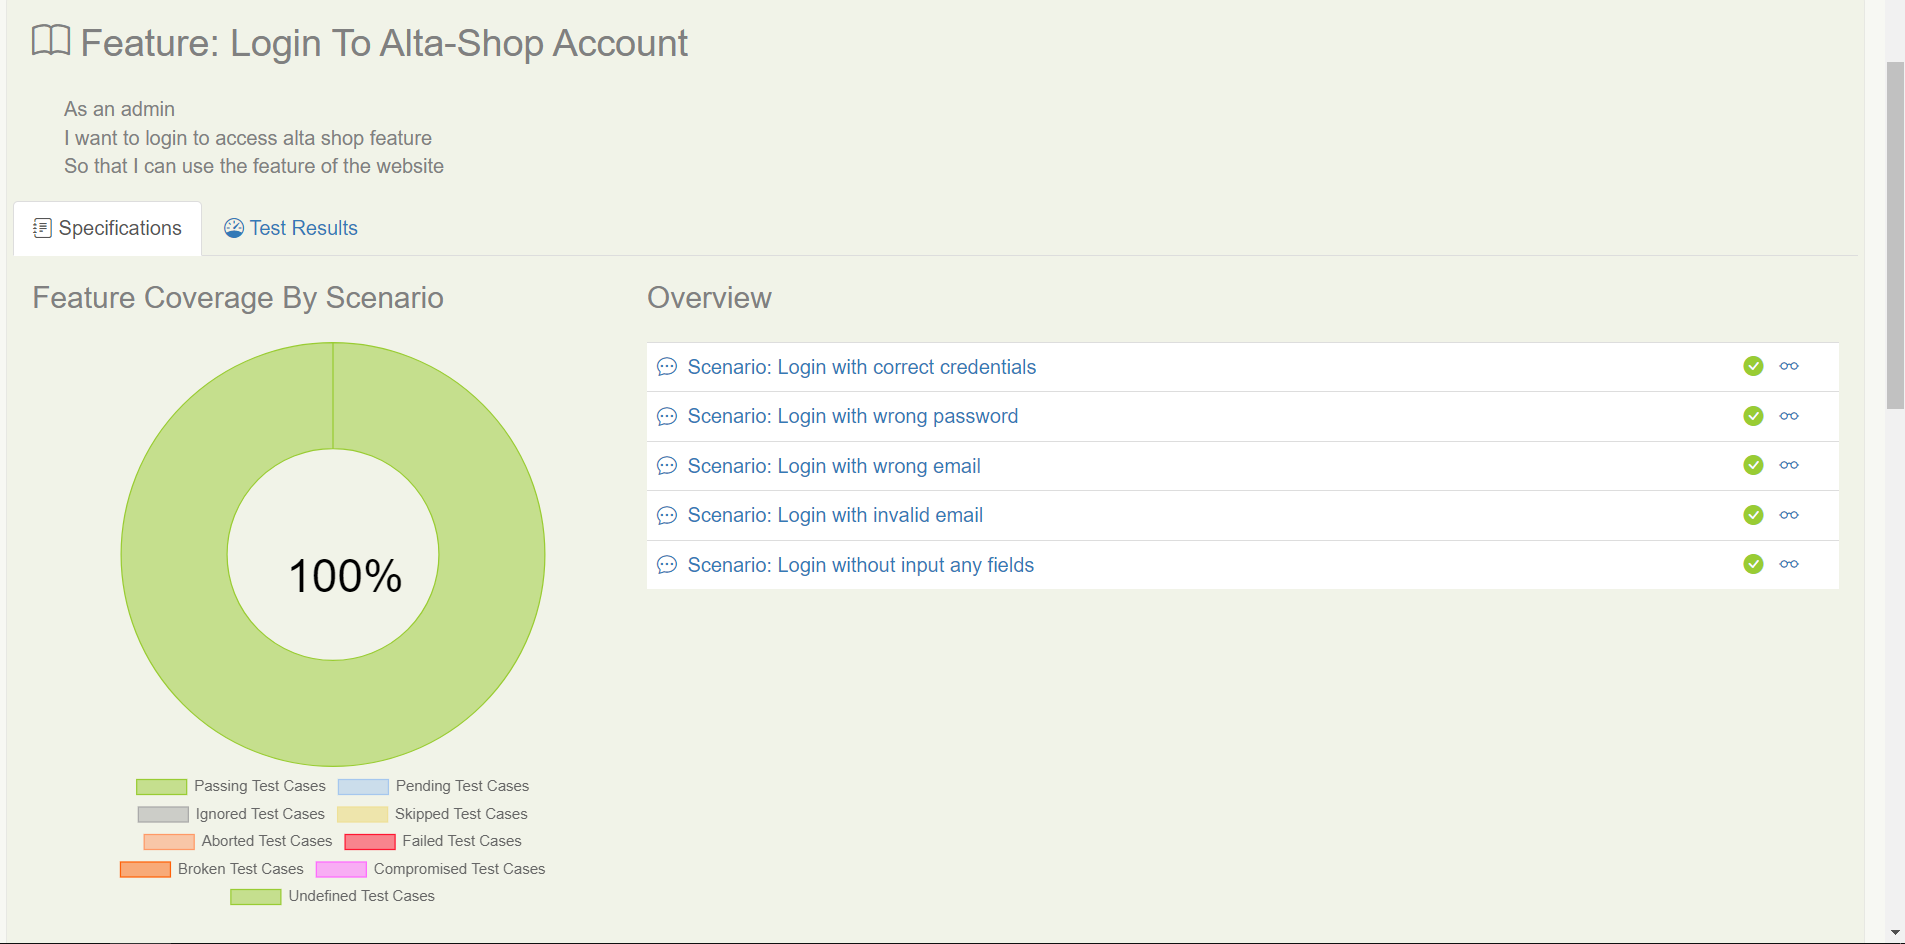 Feature: Login To Alta-Shop Account
As an admin
I want to login to access alta shop feature
So that I can use the feature of the website
Specifications
Test Results
Feature Coverage By Scenario
100%
Passing Test Cases
Pending Test Cases
Ignored Test Cases
Skipped Test Cases
Aborted Test Cases
Failed Test Cases
Broken Test Cases
Compromised Test Cases
Undefined Test Cases
Overview
Scenario: Login with correct credentials
Scenario: Login with wrong password
Scenario: Login with wrong email
Scenario: Login with invalid email
Scenario: Login without input any fields